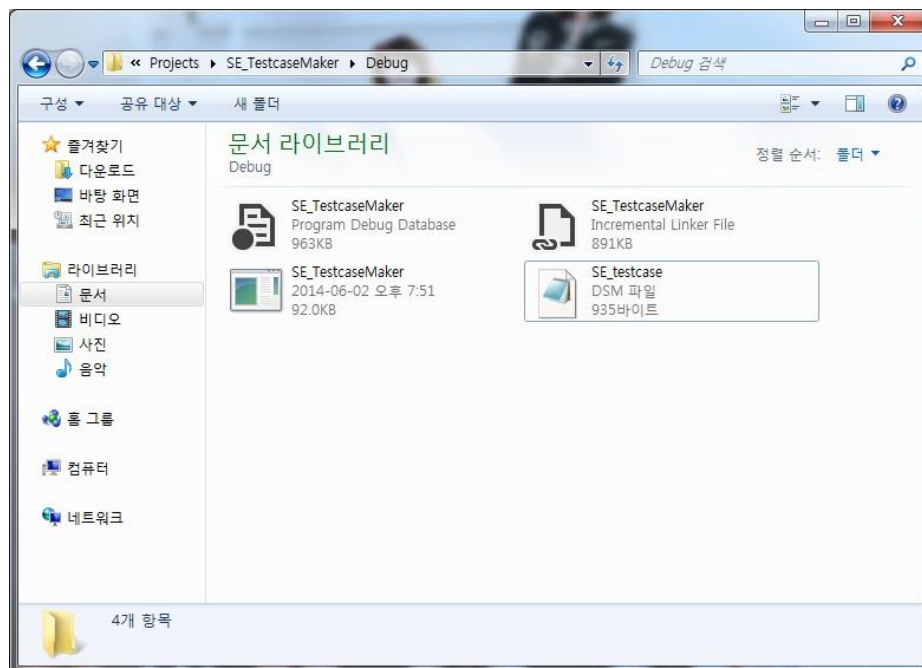 « Projects ▸ SE_TestcaseMaker ▸ Debug
Debug 검색
구성 ▼ 공유 대상 ▼ 새 폴더
즐겨찾기
다운로드
바탕 화면
최근 위치
라이브러리
문서
비디오
사진
음악
홈 그룹
컴퓨터
네트워크
문서 라이브러리
Debug
정렬 순서: 폴더 ▼
SE_TestcaseMaker
Program Debug Database
963KB
SE_TestcaseMaker
Incremental Linker File
891KB
SE_TestcaseMaker
2014-06-02 오후 7:51
92.0KB
SE_testcase
DSM 파일
935바이트
4개 항목